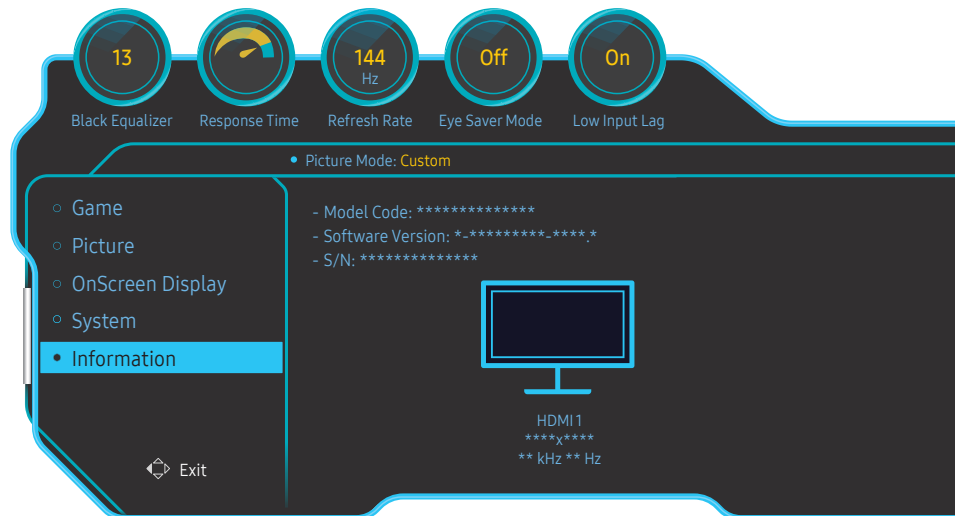 13
144
Hz
Off
On
Black Equalizer
Response Time
Refresh Rate
Eye Saver Mode
Low Input Lag
• Picture Mode: Custom
Game
Picture
OnScreen Display
System
Information
- Model Code: **************
- Software Version: *-*********-****.*
- S/N: **************
HDMI 1
****x****
** kHz ** Hz
Exit